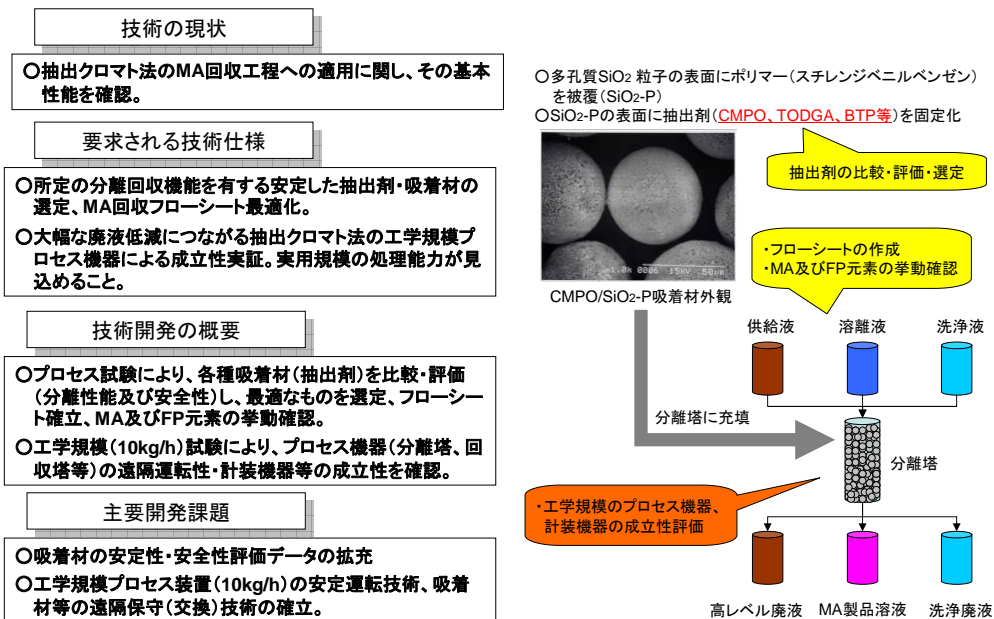 技術の現状
〇抽出クロマト法のMA回収工程への適用に関し、その基本
性能を確認。
要求される技術仕様
〇所定の分離回収機能を有する安定した抽出剤・吸着材の
選定、MA回収フローシート最適化。
〇大幅な廃液低減につながる抽出クロマト法の工学規模プ
ロセス機器による成立性実証。実用規模の処理能力が見
込めること。
技術開発の概要
〇プロセス試験により、各種吸着材（抽出剤）を比較・評価
（分離性能及び安全性）し、最適なものを選定、フローシー
ト確立、MA及びFP元素の挙動確認。
〇工学規模（10kg/h）試験により、プロセス機器（分離塔、回
収塔等）の遠隔運転性・計装機器等の成立性を確認。
主要開発課題
〇吸着材の安定性・安全性評価データの拡充
〇工学規模プロセス装置（10kg/h）の安定運転技術、吸着
材等の遠隔保守（交換）技術の確立。
〇多孔質SiO2 粒子の表面にポリマー（スチレンジベニルベンゼン）
を被覆（SiO2-P）
〇SiO2-Pの表面に抽出剤（CMPO、TODGA、BTP等）を固定化
抽出剤の比較・評価・選定
1.0k 0006 15kV 50μm
CMPO/SiO2-P吸着材外観
・フローシートの作成
・MA及びFP元素の挙動確認
供給液 溶離液 洗浄液
分離塔に充填
分離塔
・工学規模のプロセス機器、
計装機器の成立性評価
高レベル廃液 MA製品溶液 洗浄廃液